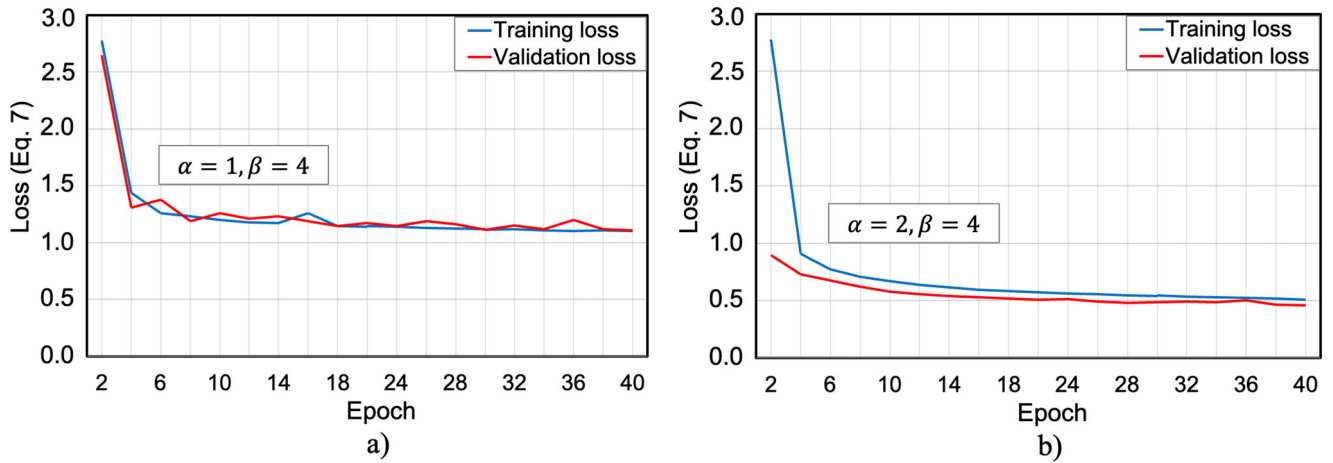 3.0
2.5
2.0
1.5
1.0
0.5
0.0
Loss (Eq. 7)
Training loss
Validation loss
α = 1, β = 4
2 6 10 14 18 24 28 32 36 40
Epoch
a)
3.0
2.5
2.0
1.5
1.0
0.5
0.0
Loss (Eq. 7)
Training loss
Validation loss
α = 2, β = 4
2 6 10 14 18 24 28 32 36 40
Epoch
b)